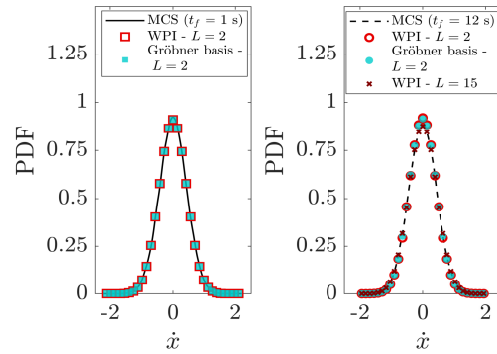 MCS (t_f = 1 s)
WPI - L = 2
Gröbner basis -
L = 2
1.25
1
0.75
0.5
0.25
0
PDF
-2
0
2
ẋ
MCS (t_f = 12 s)
WPI - L = 2
Gröbner basis -
L = 2
WPI - L = 15
1.25
1
0.75
0.5
0.25
0
PDF
-2
0
2
ẋ